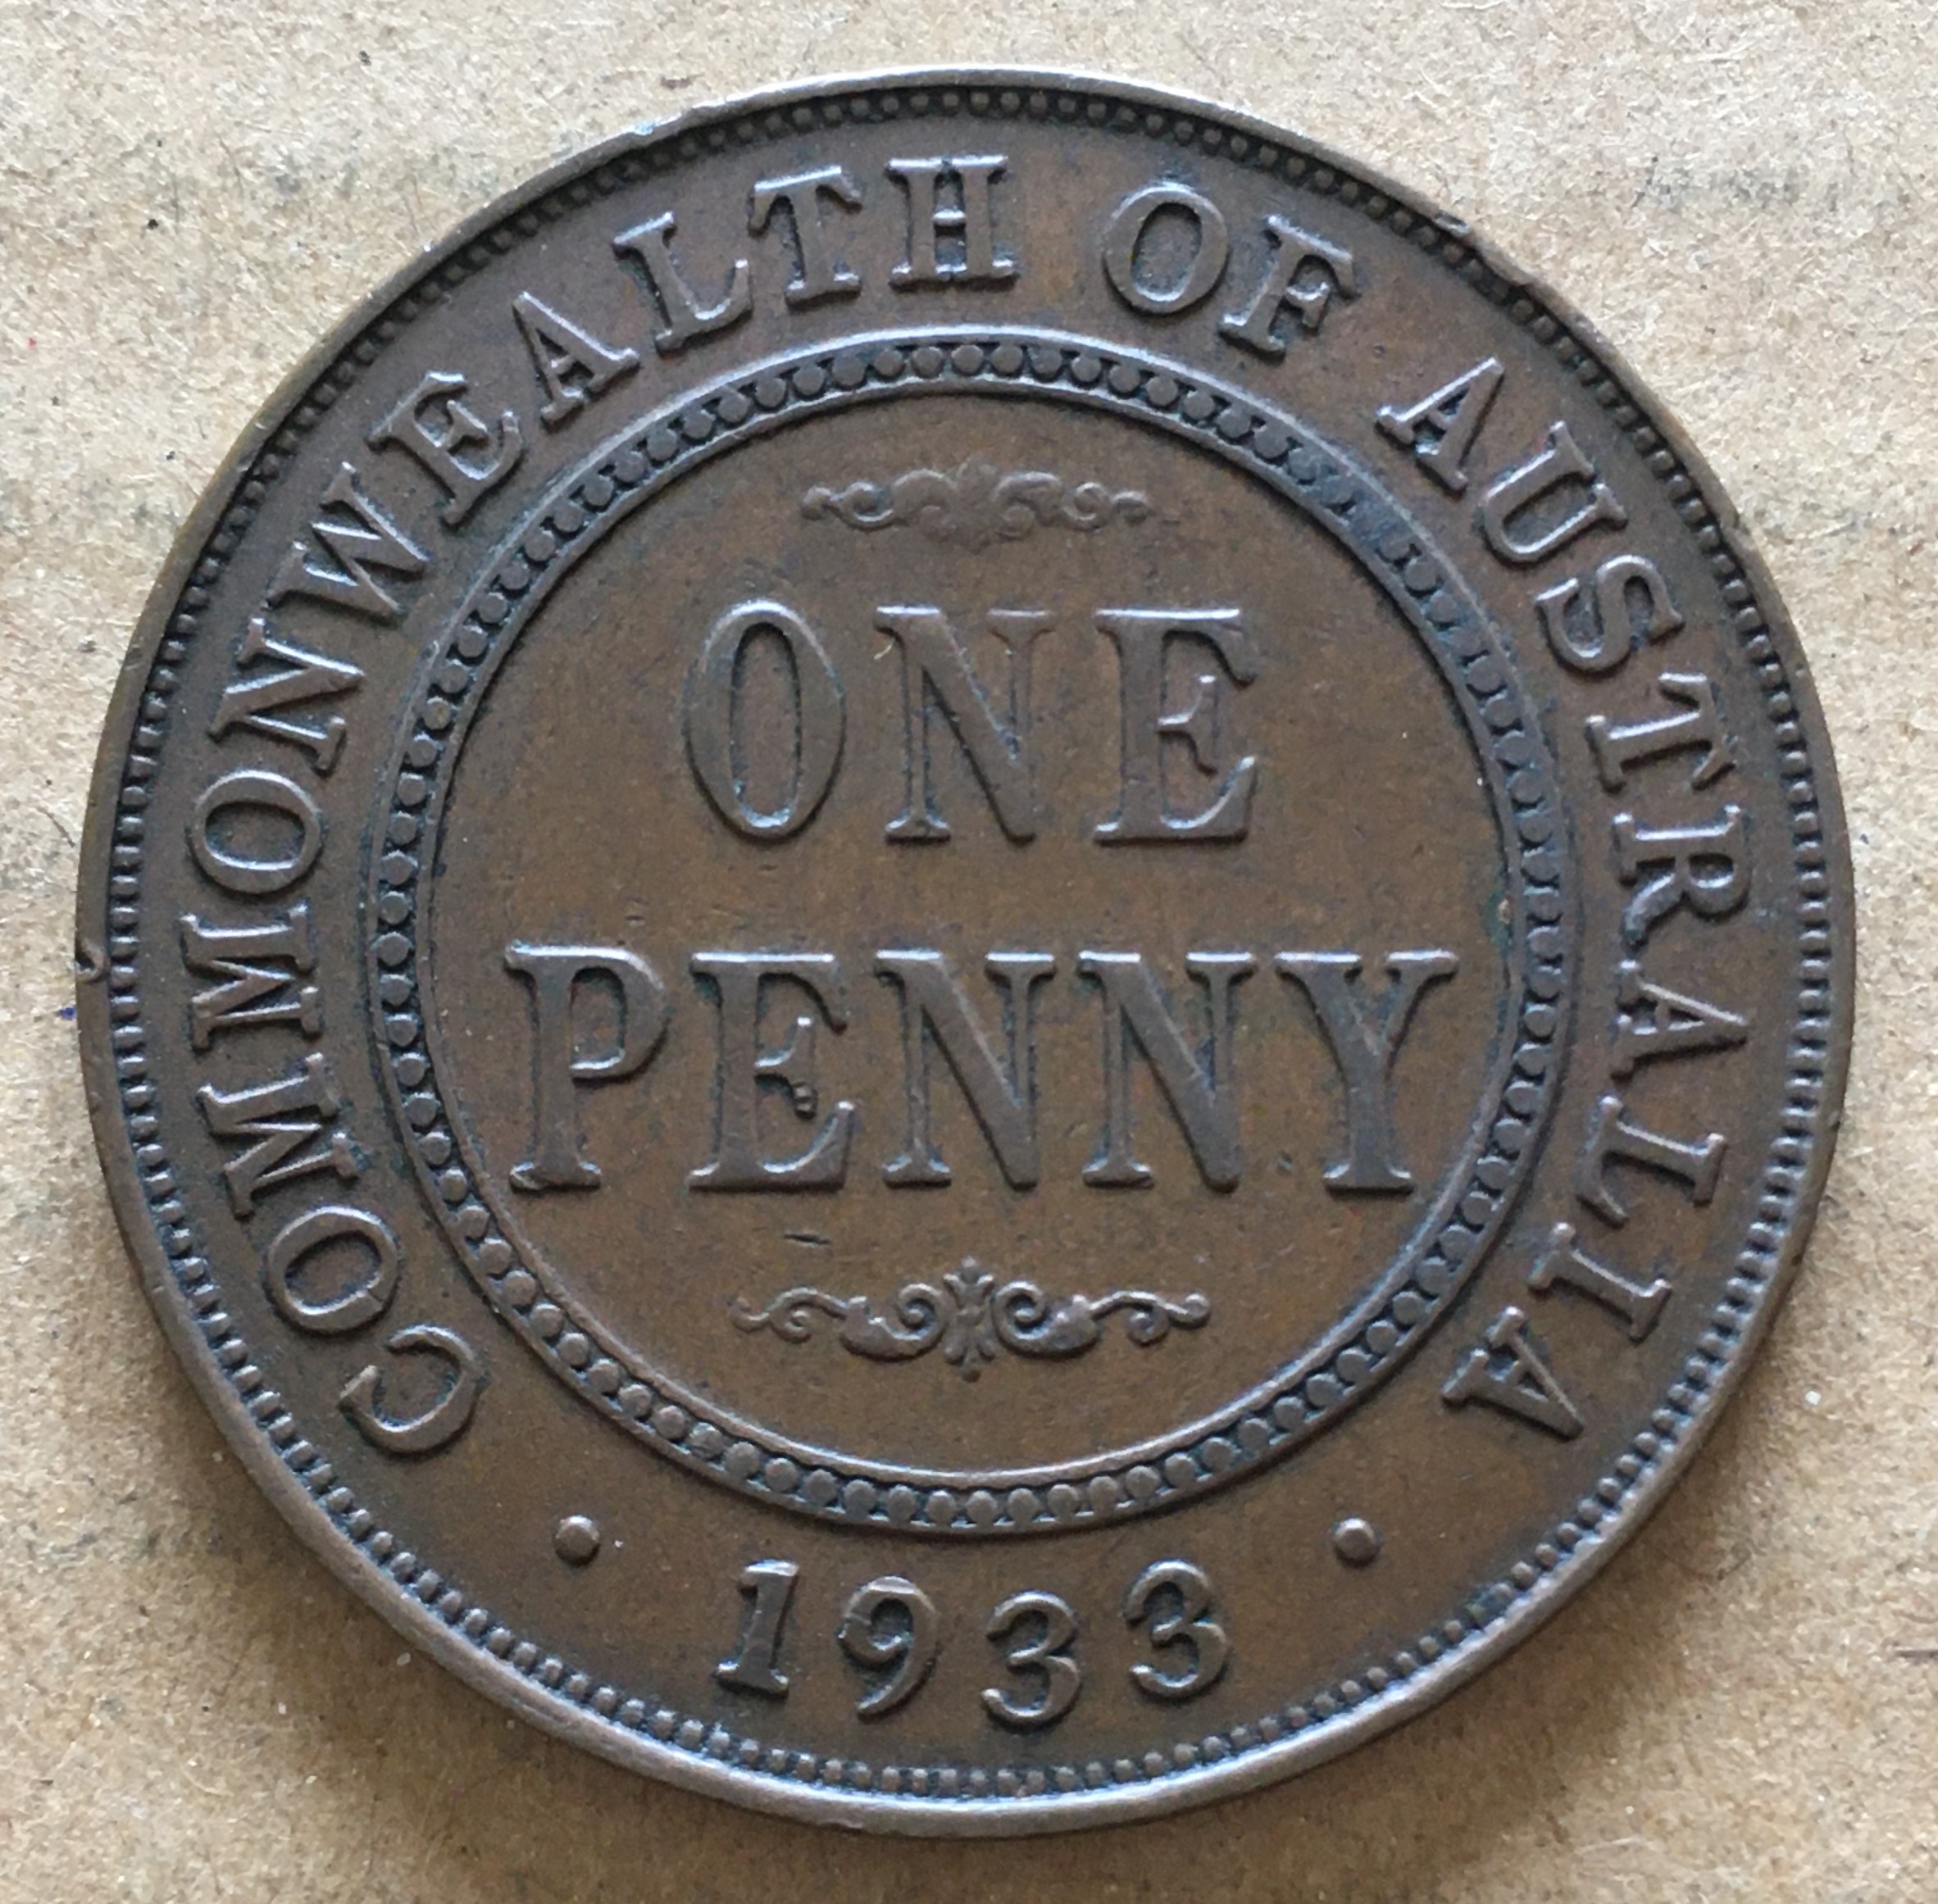 COMMONWEALTH OF AUSTRALIA
ONE
PENNY
· 1933 ·